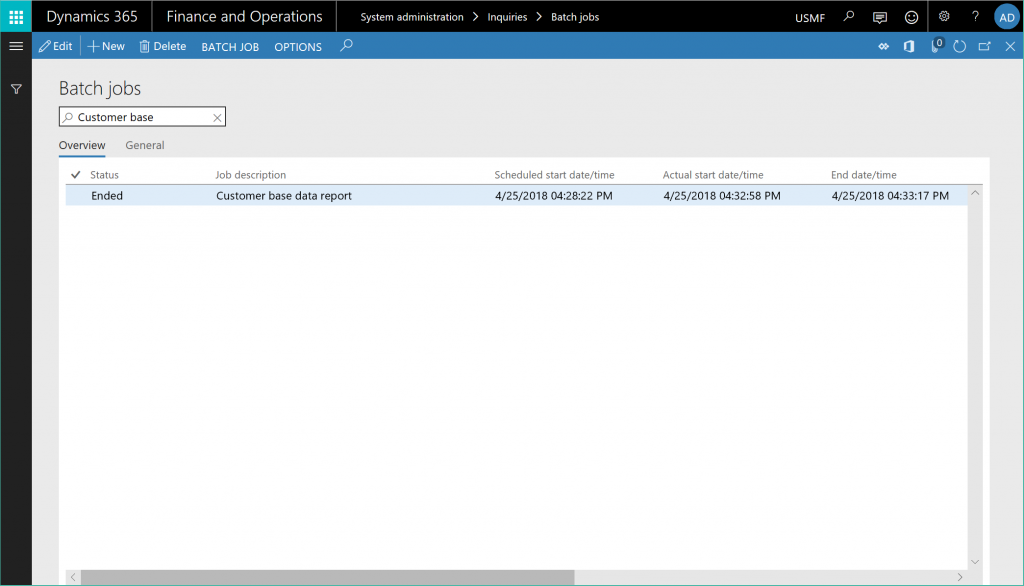 Dynamics 365 Finance and Operations System administration > Inquiries > Batch jobs USMF ? AD
Edit New Delete BATCH JOB OPTIONS 0
Batch jobs
Customer base
Overview General
Status Job description Scheduled start date/time Actual start date/time End date/time
Ended Customer base data report 4/25/2018 04:28:22 PM 4/25/2018 04:32:58 PM 4/25/2018 04:33:17 PM